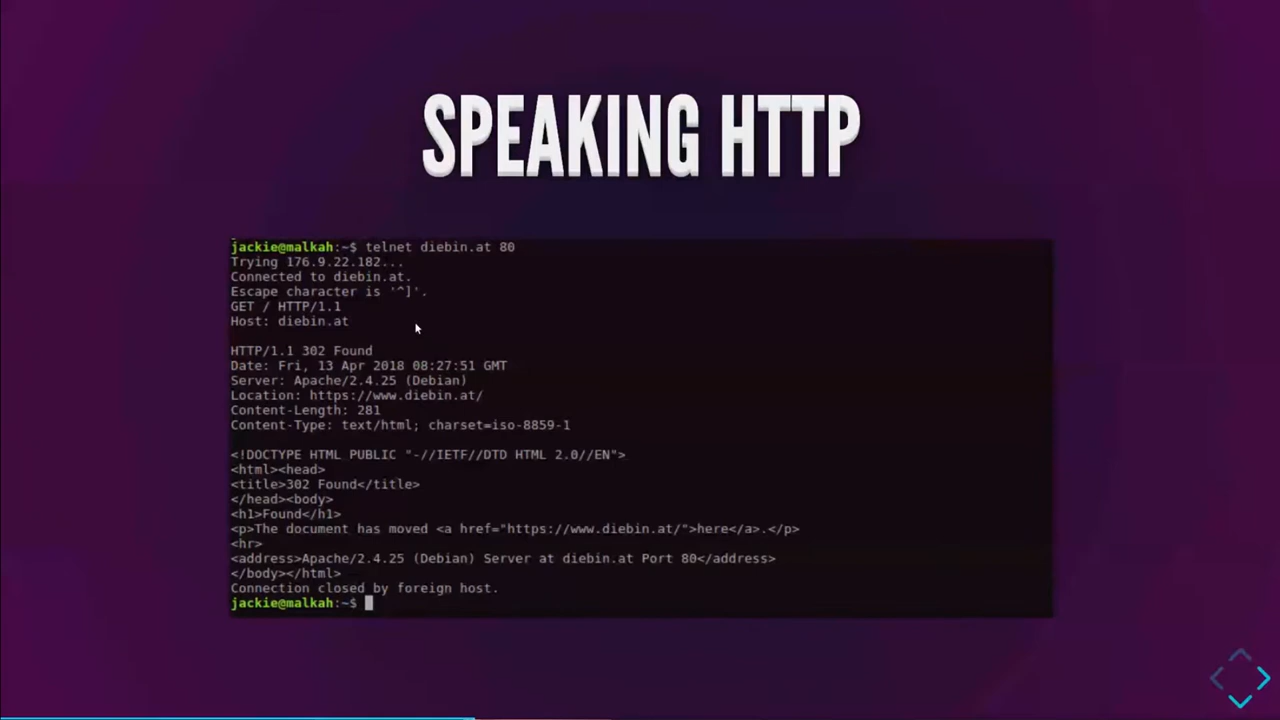 SPEAKING HTTP
jackie@malkah:~$ telnet diebin.at 80
Trying 176.9.22.182...
Connected to diebin.at.
Escape character is '^]'.
GET / HTTP/1.1
Host: diebin.at
HTTP/1.1 302 Found
Date: Fri, 13 Apr 2018 08:27:51 GMT
Server: Apache/2.4.25 (Debian)
Location: https://www.diebin.at/
Content-Length: 281
Content-Type: text/html; charset=iso-8859-1
<!DOCTYPE HTML PUBLIC "-//IETF//DTD HTML 2.0//EN">
<html><head>
<title>302 Found</title>
</head><body>
<h1>Found</h1>
<p>The document has moved <a href="https://www.diebin.at/">here</a>.</p>
<hr>
<address>Apache/2.4.25 (Debian) Server at diebin.at Port 80</address>
</body></html>
Connection closed by foreign host.
jackie@malkah:~$